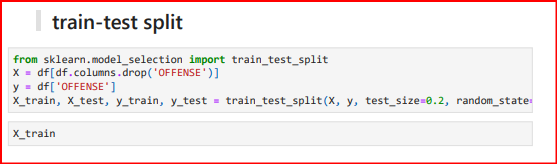 train-test split
from sklearn.model_selection import train_test_split
X = df[df.columns.drop('OFFENSE')]
y = df['OFFENSE']
X_train, X_test, y_train, y_test = train_test_split(X, y, test_size=0.2, random_state=
X_train